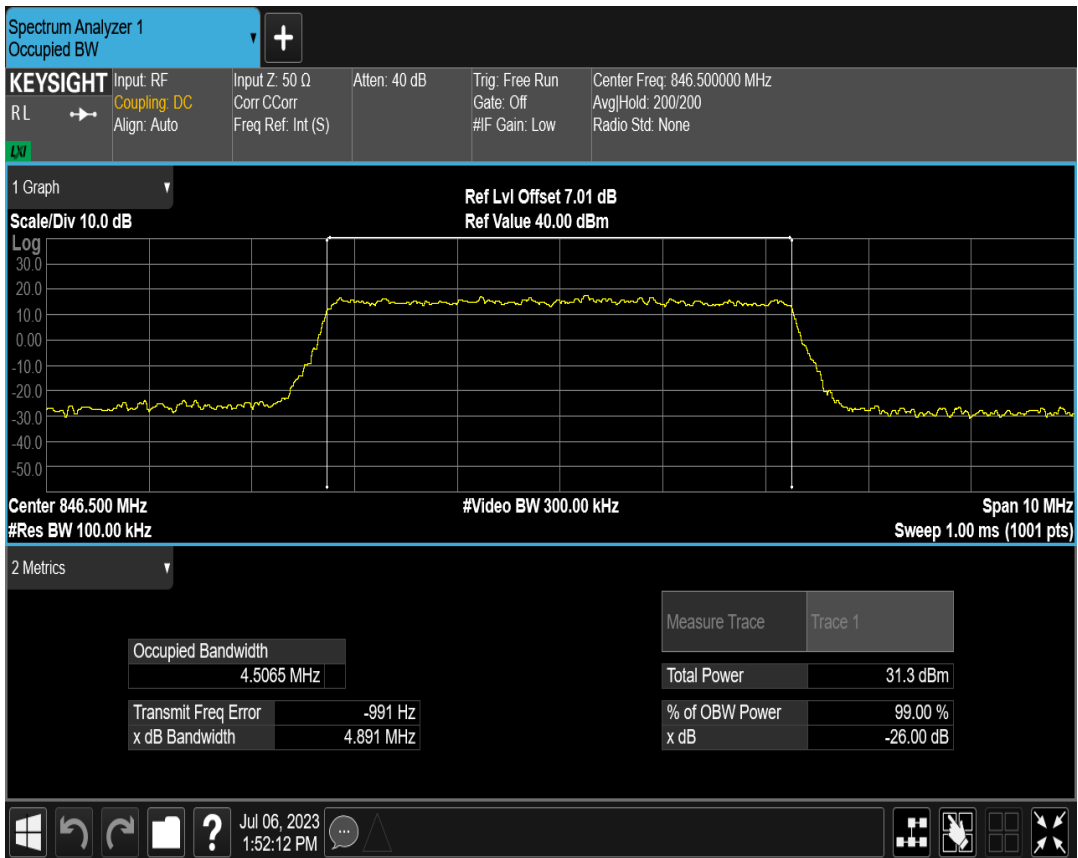 Spectrum Analyzer 1
Occupied BW
KEYSIGHT
RL
LXI
Input: RF
Coupling: DC
Align: Auto
Input Z: 50 Ω
Corr CCorr
Freq Ref: Int (S)
Atten: 40 dB
Trig: Free Run
Gate: Off
#IF Gain: Low
Center Freq: 846.500000 MHz
Avg|Hold: 200/200
Radio Std: None
1 Graph
Scale/Div 10.0 dB
Ref Lvl Offset 7.01 dB
Ref Value 40.00 dBm
Log
30.0
20.0
10.0
0.00
-10.0
-20.0
-30.0
-40.0
-50.0
Center 846.500 MHz
#Video BW 300.00 kHz
Span 10 MHz
#Res BW 100.00 kHz
Sweep 1.00 ms (1001 pts)
2 Metrics
Measure Trace Trace 1
Occupied Bandwidth
4.5065 MHz
Total Power 31.3 dBm
Transmit Freq Error -991 Hz
% of OBW Power 99.00 %
x dB Bandwidth 4.891 MHz
x dB -26.00 dB
?
Jul 06, 2023
1:52:12 PM